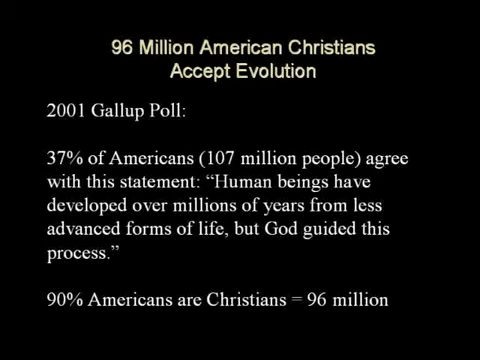 96 Million American Christians
Accept Evolution
2001 Gallup Poll:
37% of Americans (107 million people) agree
with this statement: “Human beings have
developed over millions of years from less
advanced forms of life, but God guided this
process.”
90% Americans are Christians = 96 million